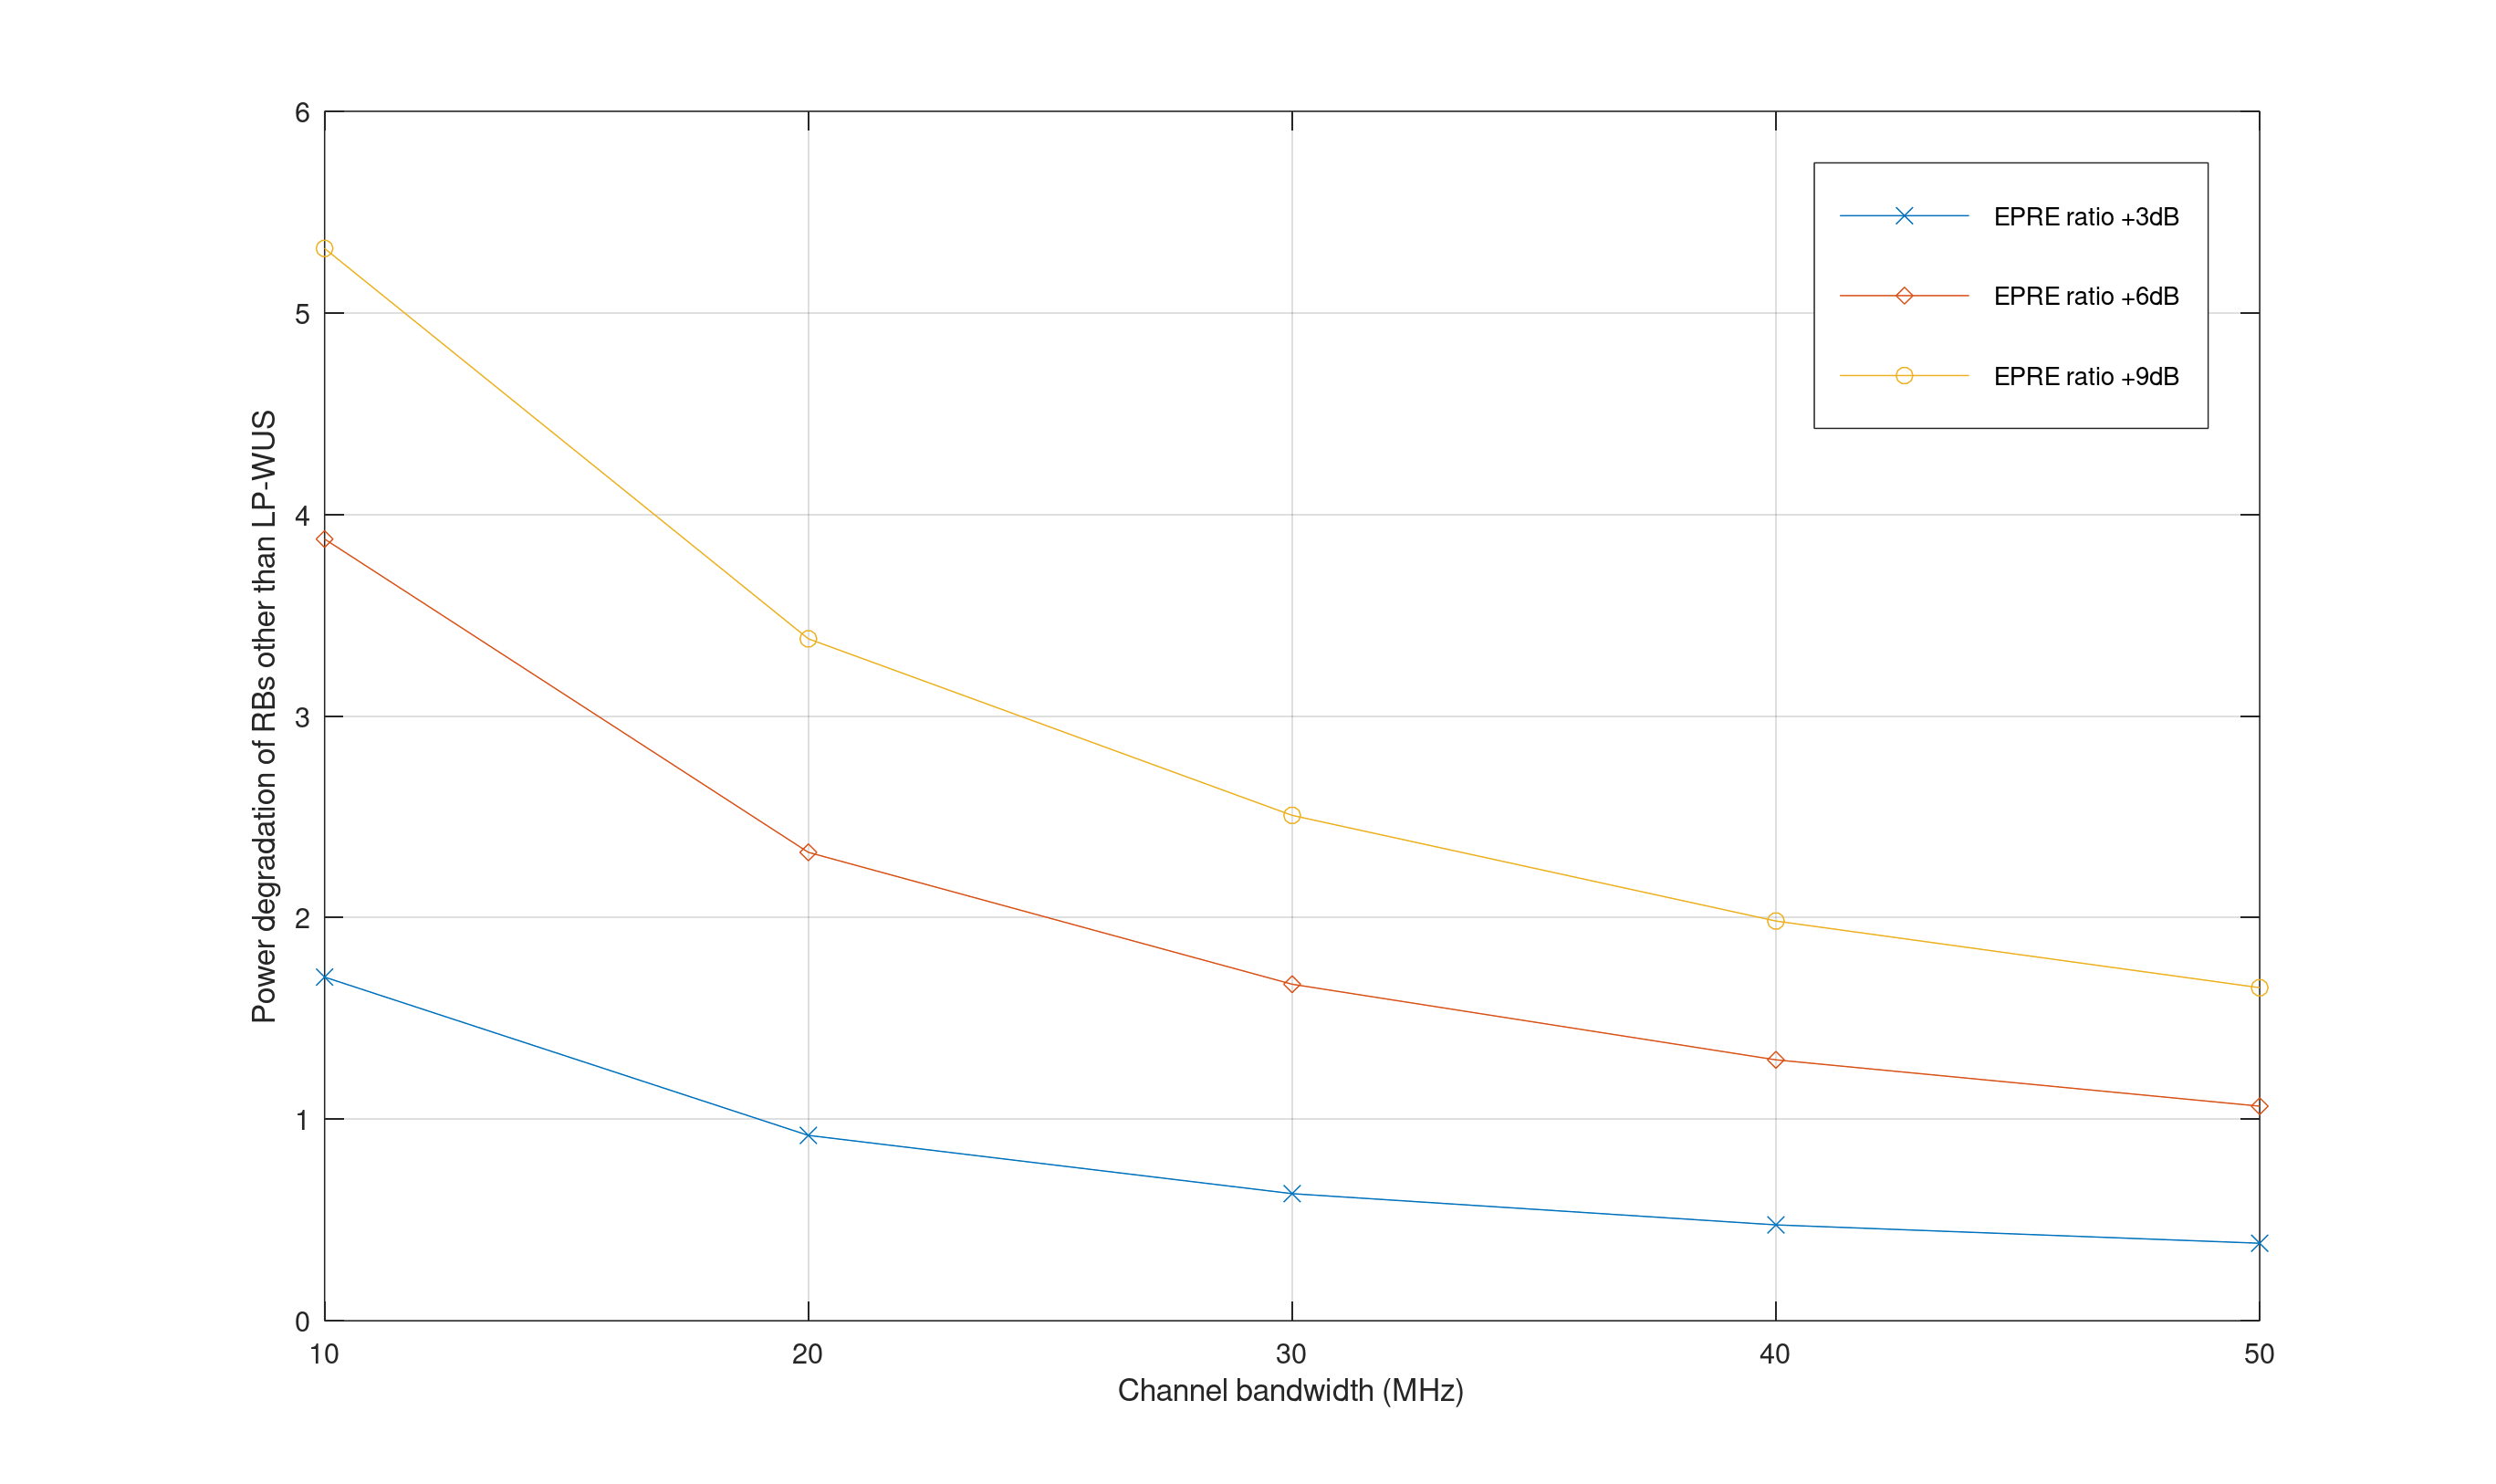 6
5
4
3
2
1
0
10
20
30
40
50
Power degradation of RBs other than LP-WUS
Channel bandwidth (MHz)
EPRE ratio +3dB
EPRE ratio +6dB
EPRE ratio +9dB